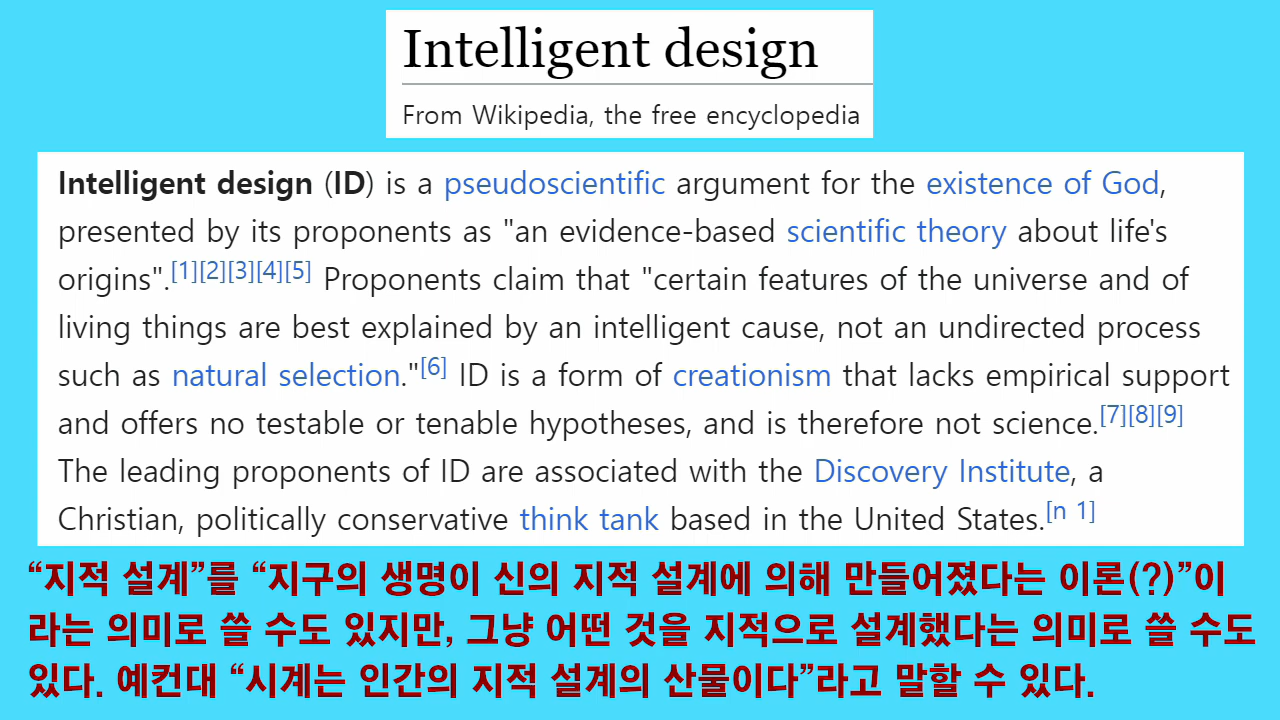 Intelligent design
From Wikipedia, the free encyclopedia
Intelligent design (ID) is a pseudoscientific argument for the existence of God,
presented by its proponents as "an evidence-based scientific theory about life's
origins".[1][2][3][4][5] Proponents claim that "certain features of the universe and of
living things are best explained by an intelligent cause, not an undirected process
such as natural selection."[6] ID is a form of creationism that lacks empirical support
and offers no testable or tenable hypotheses, and is therefore not science.[7][8][9]
The leading proponents of ID are associated with the Discovery Institute, a
Christian, politically conservative think tank based in the United States.[n 1]
“지적 설계”를 “지구의 생명이 신의 지적 설계에 의해 만들어졌다는 이론(?)”이
라는 의미로 쓸 수도 있지만, 그냥 어떤 것을 지적으로 설계했다는 의미로 쓸 수도
있다. 예컨대 “시계는 인간의 지적 설계의 산물이다”라고 말할 수 있다.